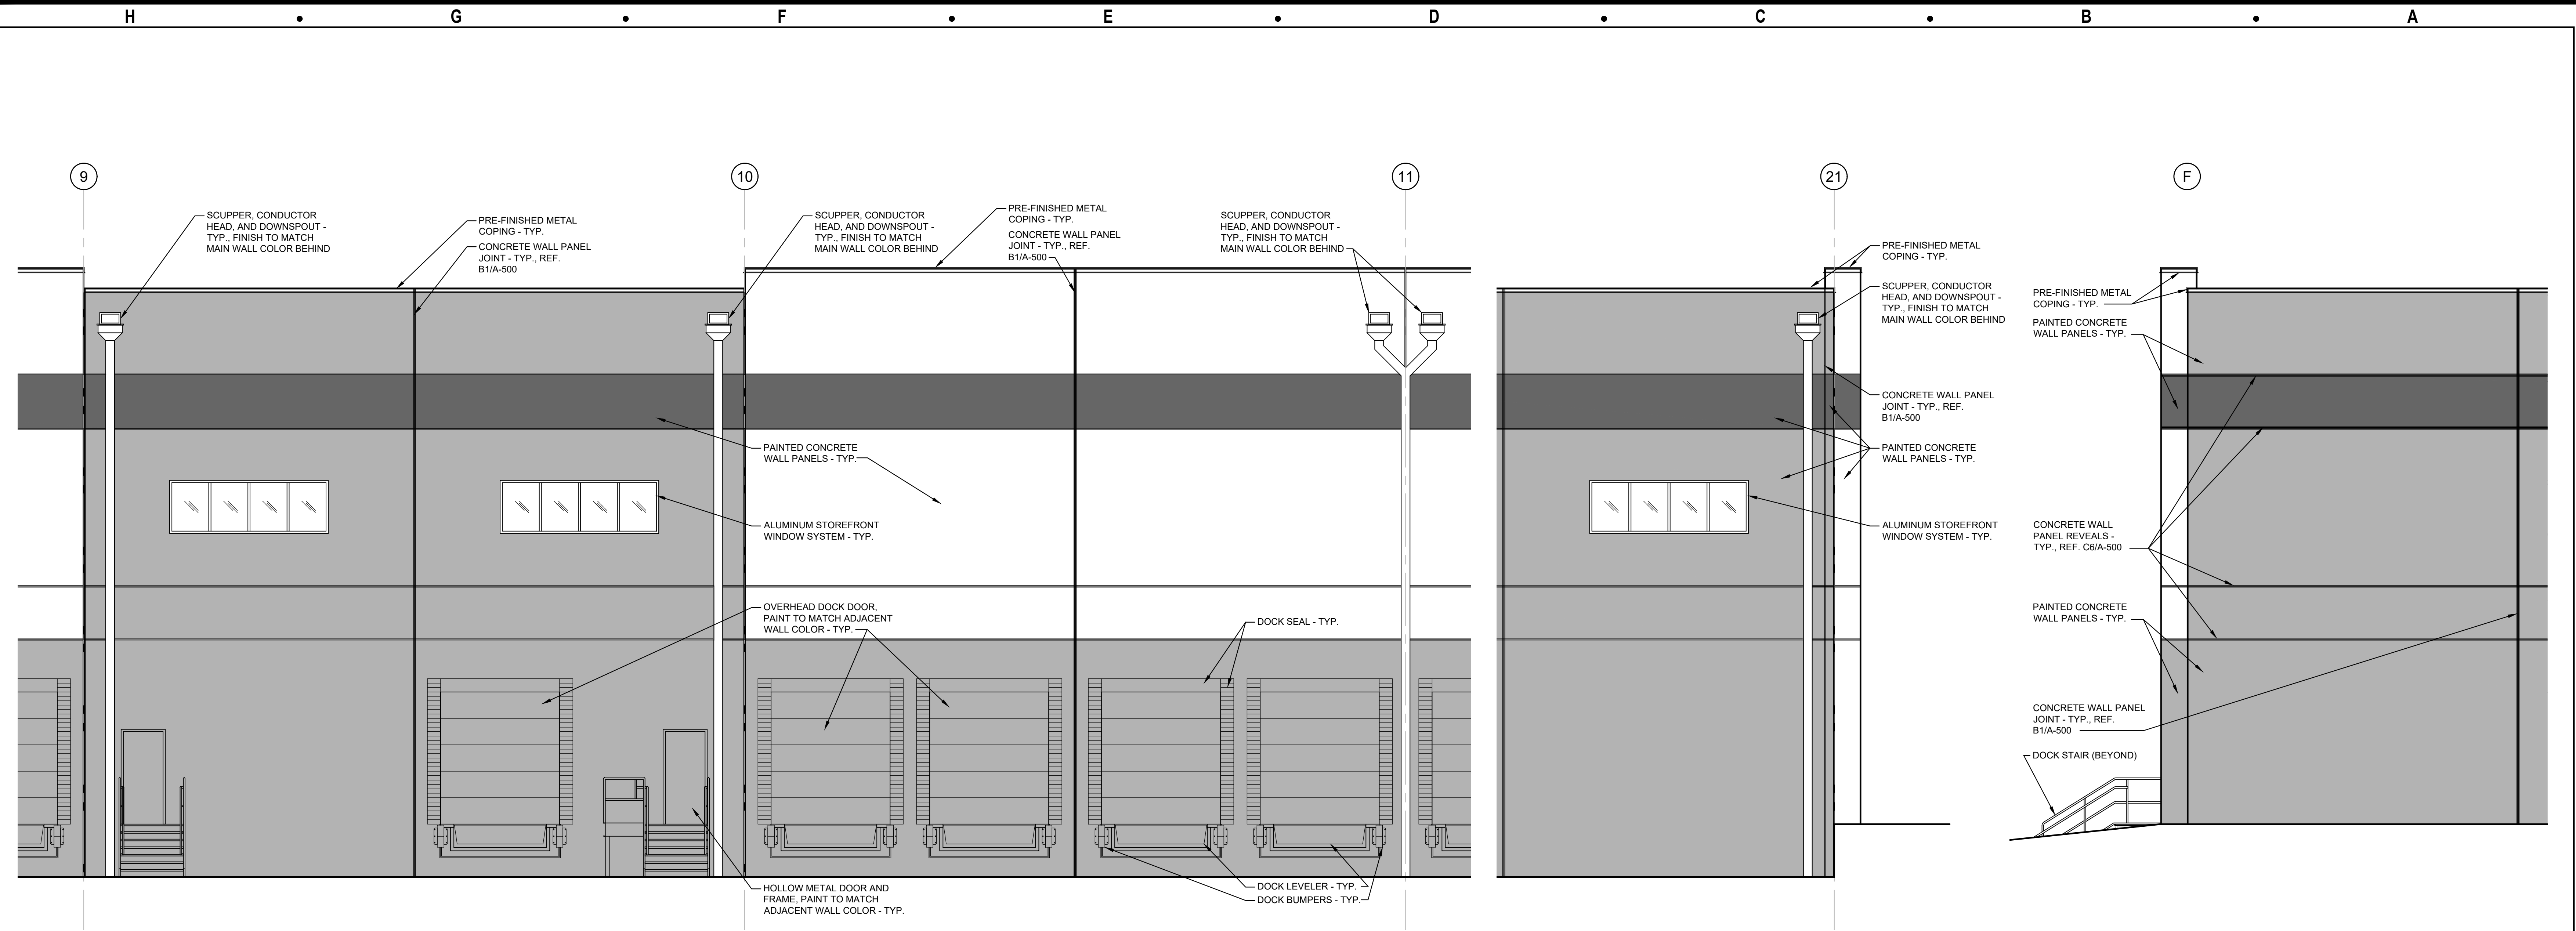 H G F E D C B A
9 10 11 21 F
SCUPPER, CONDUCTOR
HEAD, AND DOWNSPOUT -
TYP., FINISH TO MATCH
MAIN WALL COLOR BEHIND
PRE-FINISHED METAL
COPING - TYP.
CONCRETE WALL PANEL
JOINT - TYP., REF.
B1/A-500
SCUPPER, CONDUCTOR
HEAD, AND DOWNSPOUT -
TYP., FINISH TO MATCH
MAIN WALL COLOR BEHIND
PRE-FINISHED METAL
COPING - TYP.
CONCRETE WALL PANEL
JOINT - TYP., REF.
B1/A-500
SCUPPER, CONDUCTOR
HEAD, AND DOWNSPOUT -
TYP., FINISH TO MATCH
MAIN WALL COLOR BEHIND
PAINTED CONCRETE
WALL PANELS - TYP.
ALUMINUM STOREFRONT
WINDOW SYSTEM - TYP.
OVERHEAD DOCK DOOR,
PAINT TO MATCH ADJACENT
WALL COLOR - TYP.
DOCK SEAL - TYP.
HOLLOW METAL DOOR AND
FRAME, PAINT TO MATCH
ADJACENT WALL COLOR - TYP.
DOCK LEVELER - TYP.
DOCK BUMPERS - TYP.
PRE-FINISHED METAL
COPING - TYP.
SCUPPER, CONDUCTOR
HEAD, AND DOWNSPOUT -
TYP., FINISH TO MATCH
MAIN WALL COLOR BEHIND
CONCRETE WALL PANEL
JOINT - TYP., REF.
B1/A-500
PAINTED CONCRETE
WALL PANELS - TYP.
ALUMINUM STOREFRONT
WINDOW SYSTEM - TYP.
PRE-FINISHED METAL
COPING - TYP.
PAINTED CONCRETE
WALL PANELS - TYP.
CONCRETE WALL
PANEL REVEALS -
TYP., REF. C6/A-500
PAINTED CONCRETE
WALL PANELS - TYP.
CONCRETE WALL PANEL
JOINT - TYP., REF.
B1/A-500
DOCK STAIR (BEYOND)